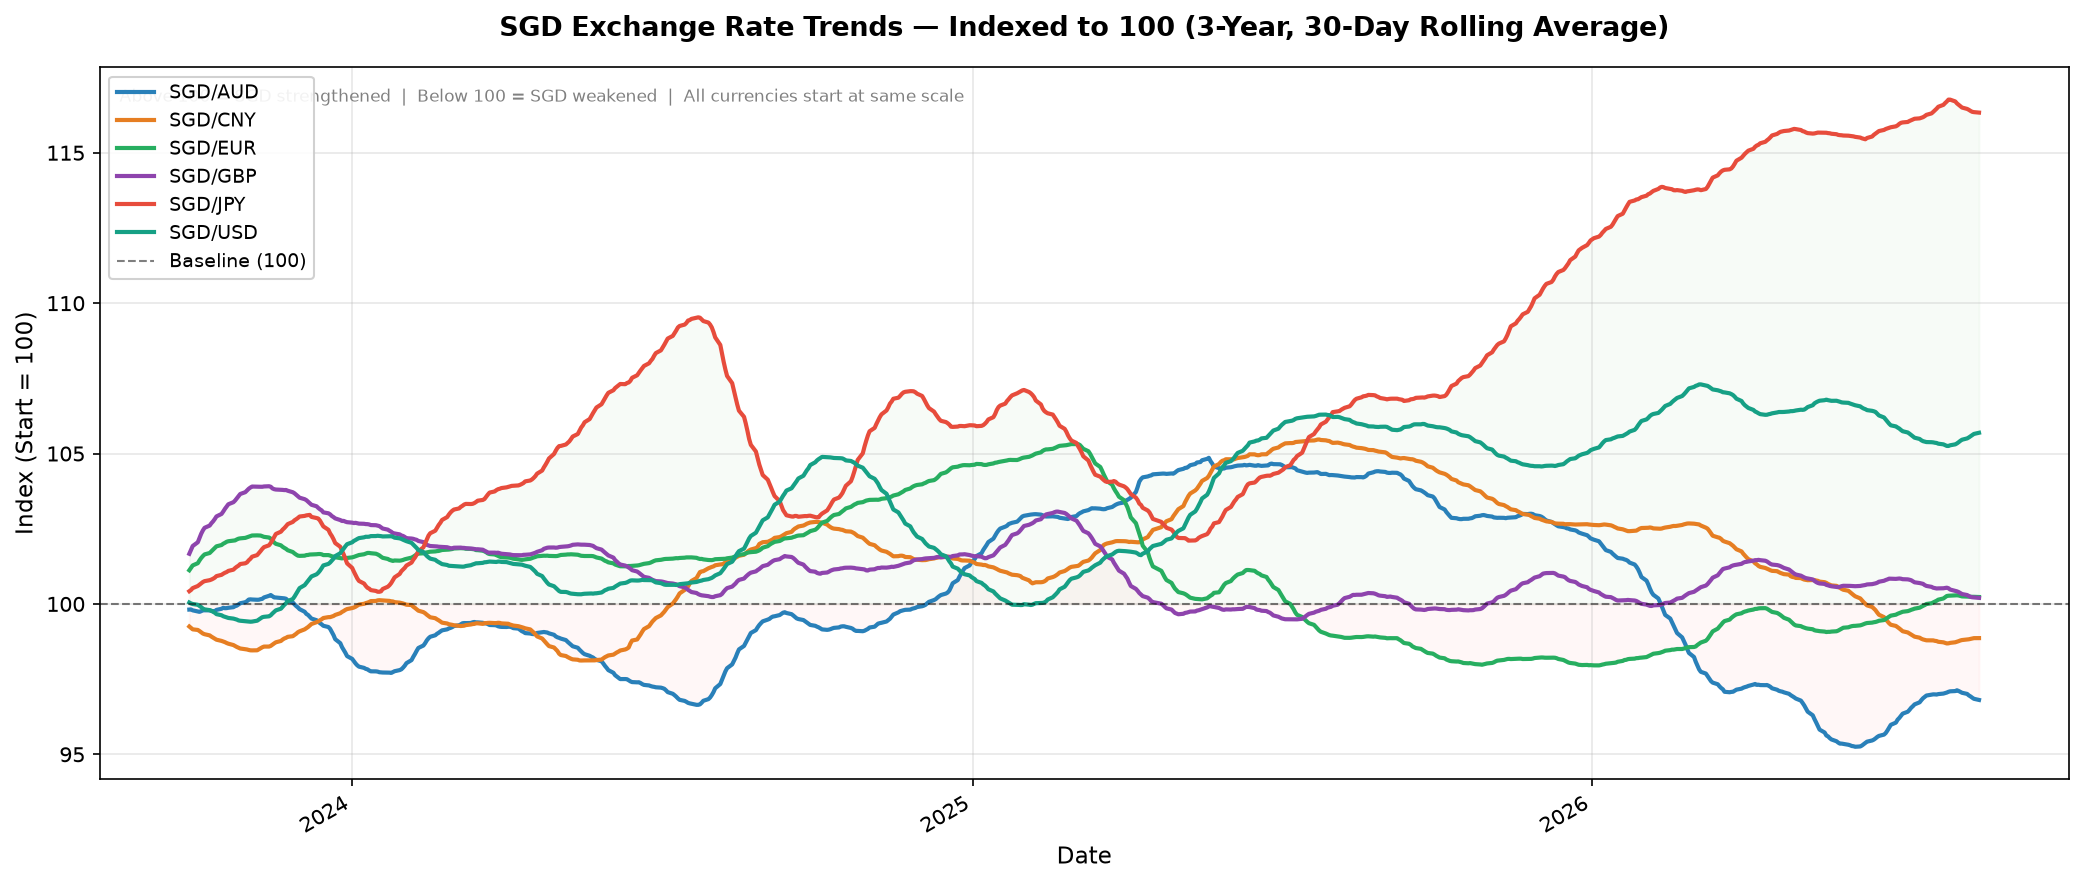 SGD Exchange Rate Trends — Indexed to 100 (3-Year, 30-Day Rolling Average)
strengthened | Below 100 = SGD weakened | All currencies start at same scale
SGD/AUD
SGD/CNY
SGD/EUR
SGD/GBP
SGD/JPY
SGD/USD
Baseline (100)
Index (Start = 100)
115
110
105
100
95
2024
2025
2026
Date